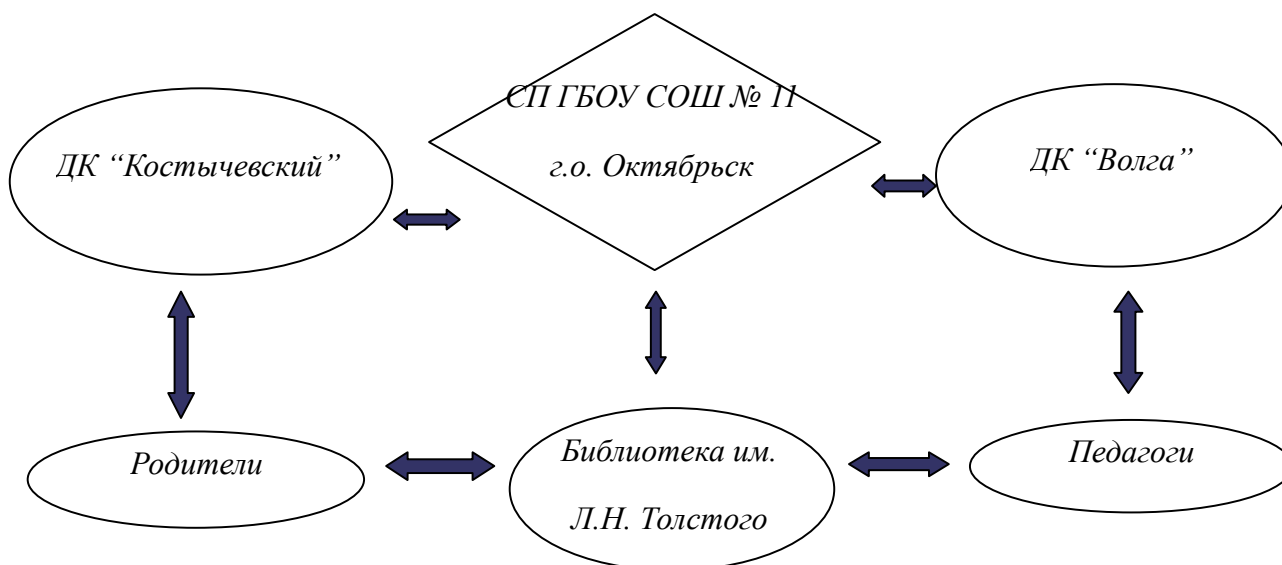 СП ГБОУ СОШ № 11
г.о. Октябрьск
ДК “Костычевский”
ДК “Волга”
Родители
Библиотека им.
Л.Н. Толстого
Педагоги